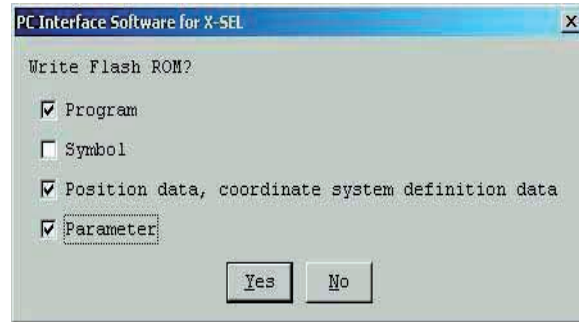 PC Interface Software for X-SEL
Write Flash ROM?
Program
Symbol
Position data, coordinate system definition data
Parameter
Yes No